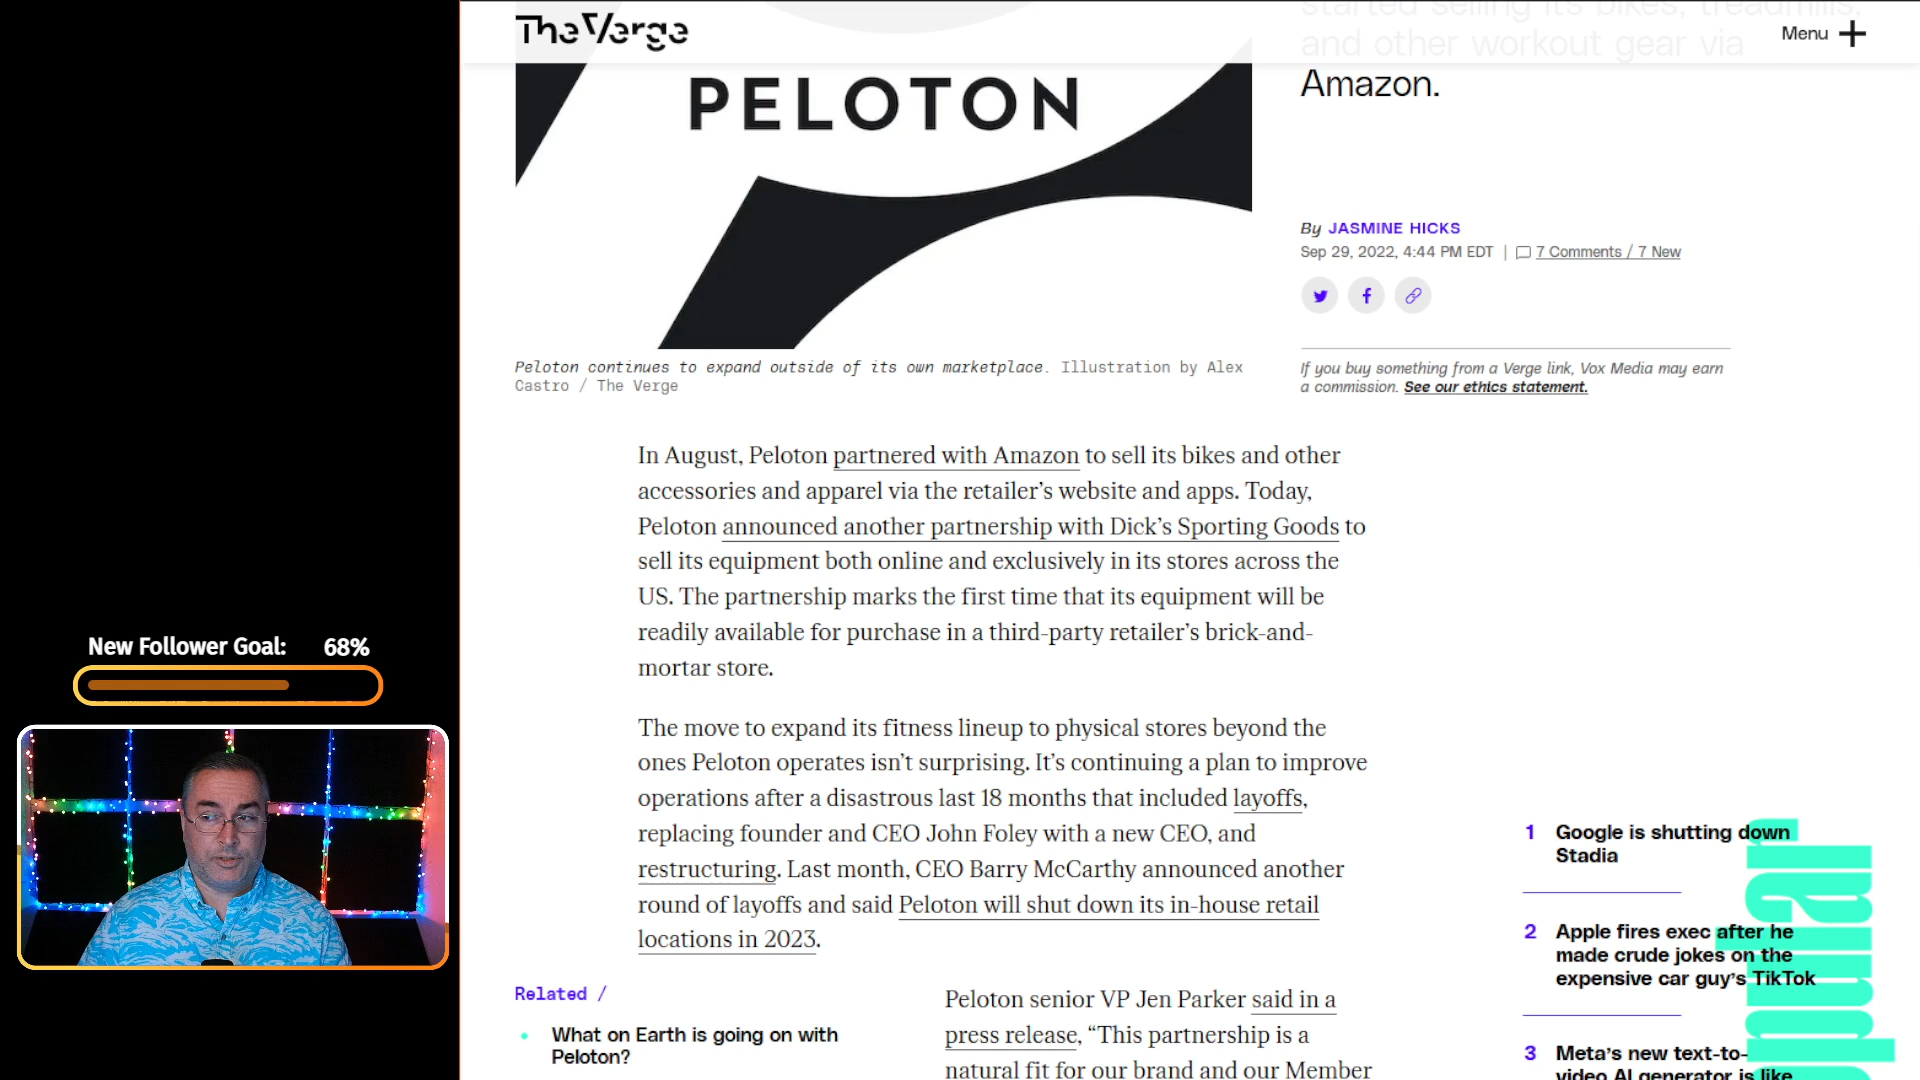 The Verge
Menu
started selling its bikes, treadmills,
and other workout gear via
Amazon.
PELOTON
By JASMINE HICKS
Sep 29, 2022, 4:44 PM EDT | 7 Comments / 7 New
Peloton continues to expand outside of its own marketplace. Illustration by Alex
Castro / The Verge
If you buy something from a Verge link, Vox Media may earn
a commission. See our ethics statement.
In August, Peloton partnered with Amazon to sell its bikes and other
accessories and apparel via the retailer’s website and apps. Today,
Peloton announced another partnership with Dick’s Sporting Goods to
sell its equipment both online and exclusively in its stores across the
US. The partnership marks the first time that its equipment will be
readily available for purchase in a third-party retailer’s brick-and-
mortar store.
The move to expand its fitness lineup to physical stores beyond the
ones Peloton operates isn’t surprising. It’s continuing a plan to improve
operations after a disastrous last 18 months that included layoffs,
replacing founder and CEO John Foley with a new CEO, and
restructuring. Last month, CEO Barry McCarthy announced another
round of layoffs and said Peloton will shut down its in-house retail
locations in 2023.
Related /
What on Earth is going on with
Peloton?
Peloton senior VP Jen Parker said in a
press release, “This partnership is a
natural fit for our brand and our Member
1 Google is shutting down
Stadia
2 Apple fires exec after he
made crude jokes on the
expensive car guy’s TikTok
3 Meta’s new text-to-
video AI generator is like
New Follower Goal: 68%